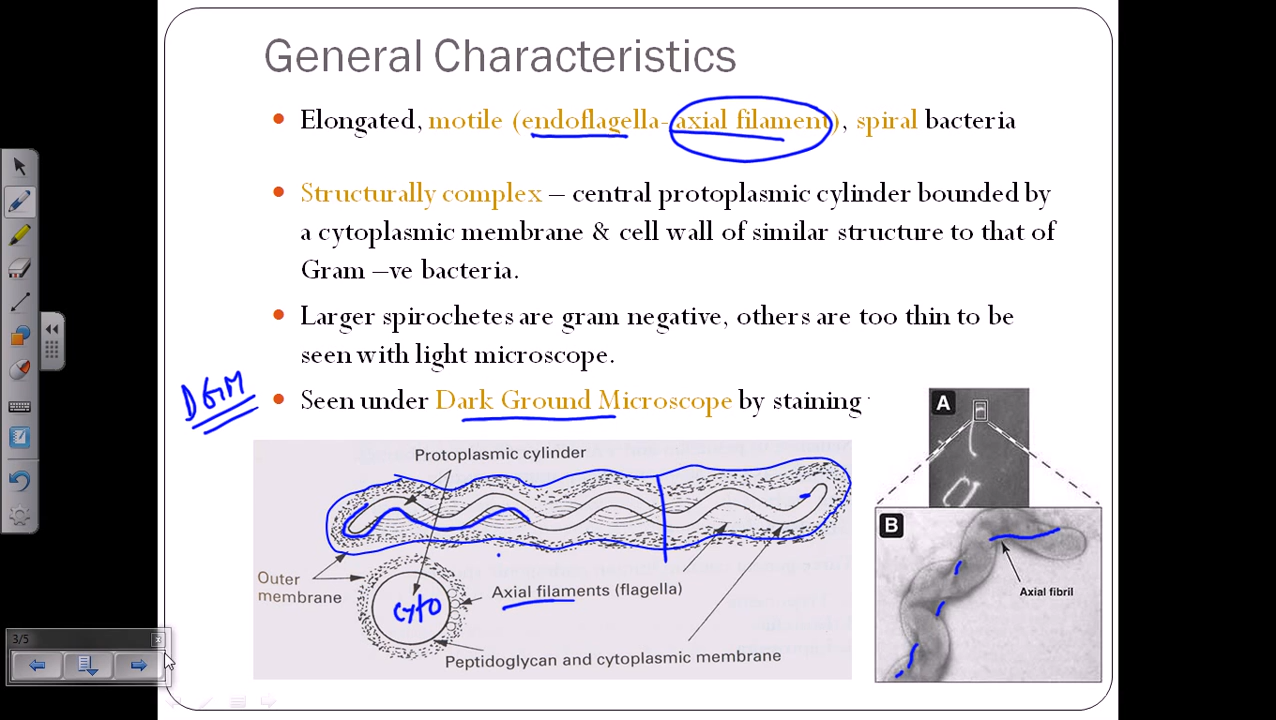 General Characteristics
• Elongated, motile (endoflagella- axial filament), spiral bacteria
• Structurally complex – central protoplasmic cylinder bounded by
a cytoplasmic membrane & cell wall of similar structure to that of
Gram –ve bacteria.
• Larger spirochetes are gram negative, others are too thin to be
seen with light microscope.
DGM
• Seen under Dark Ground Microscope by staining
Protoplasmic cylinder
Outer
membrane
cyto
Axial filaments (flagella)
Peptidoglycan and cytoplasmic membrane
A
B
Axial fibril
3/5
x